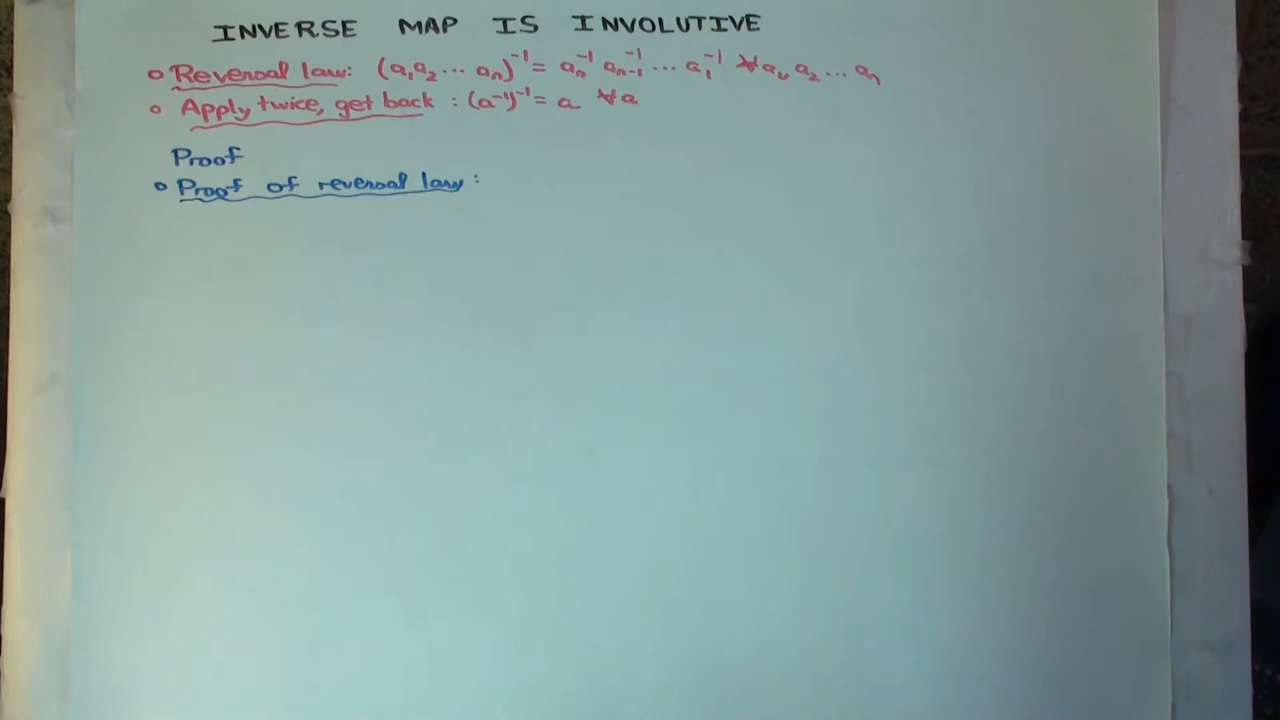 INVERSE MAP IS INVOLUTIVE
o Reversal law: (a₁a₂ ... aₙ)⁻¹ = aₙ⁻¹ aₙ₋₁⁻¹ ... a₁⁻¹ ∀ a₁, a₂ ... aₙ
o Apply twice, get back : (a⁻¹)⁻¹ = a ∀a
Proof
o Proof of reversal law :